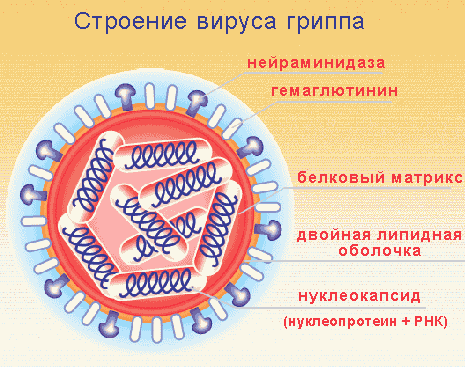 Строение вируса гриппа
нейраминидаза
гемаглютинин
белковый матрикс
двойная липидная
оболочка
нуклеокапсид
(нуклеопротеин + РНК)